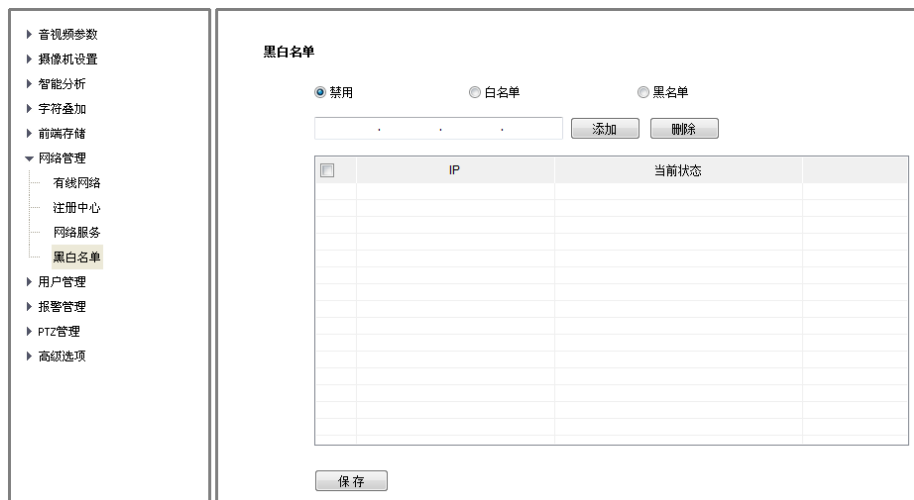 音视频参数
摄像机设置
智能分析
字符叠加
前端存储
网络管理
有线网络
注册中心
网络服务
黑白名单
用户管理
报警管理
PTZ管理
高级选项
黑白名单
禁用 白名单 黑名单
. . . 添加 删除
IP 当前状态
保存